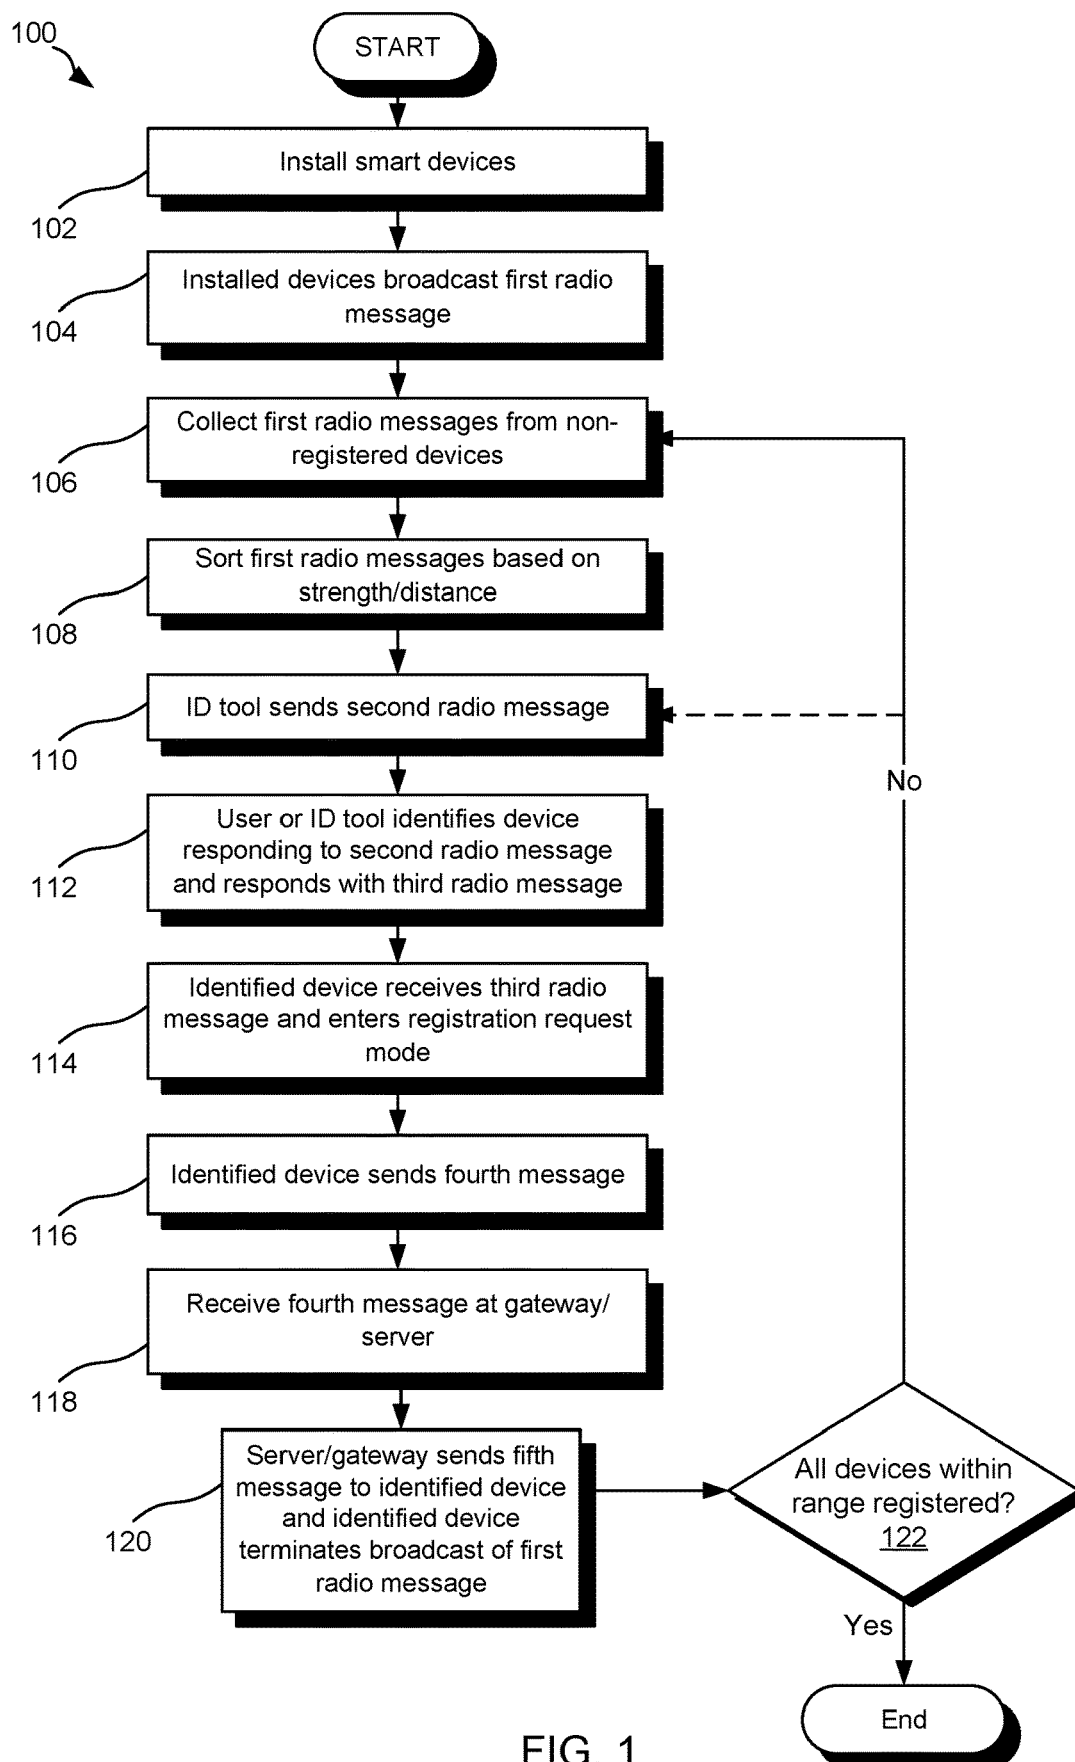 100
START
Install smart devices
102
Installed devices broadcast first radio
message
104
Collect first radio messages from non-
registered devices
106
Sort first radio messages based on
strength/distance
108
ID tool sends second radio message
110
No
User or ID tool identifies device
responding to second radio message
and responds with third radio message
112
Identified device receives third radio
message and enters registration request
mode
114
Identified device sends fourth message
116
Receive fourth message at gateway/
server
118
Server/gateway sends fifth
message to identified device
and identified device
terminates broadcast of first
radio message
120
All devices within
range registered?
122
Yes
End
FIG. 1